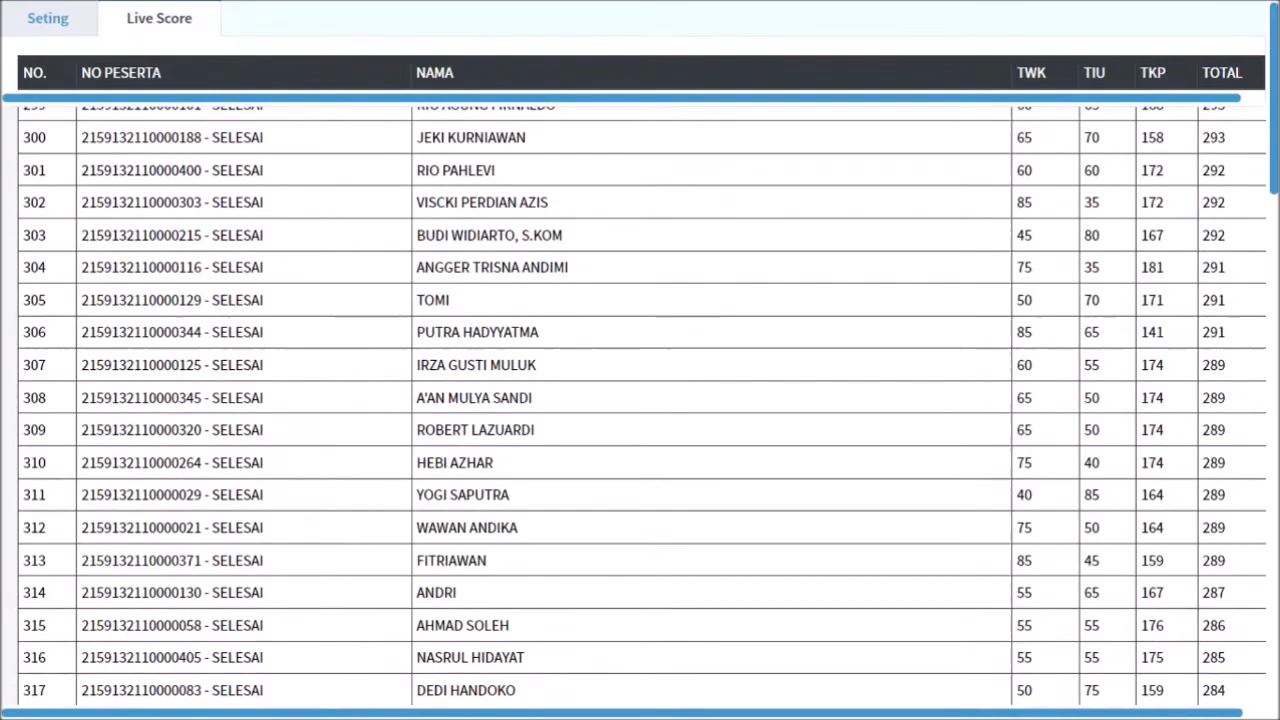 Seting Live Score
NO. NO PESERTA NAMA TWK TIU TKP TOTAL
300 2159132110000188 - SELESAI JEKI KURNIAWAN 65 70 158 293
301 2159132110000400 - SELESAI RIO PAHLEVI 60 60 172 292
302 2159132110000303 - SELESAI VISCKI PERDIAN AZIS 85 35 172 292
303 2159132110000215 - SELESAI BUDI WIDIARTO, S.KOM 45 80 167 292
304 2159132110000116 - SELESAI ANGGER TRISNA ANDIMI 75 35 181 291
305 2159132110000129 - SELESAI TOMI 50 70 171 291
306 2159132110000344 - SELESAI PUTRA HADYYATMA 85 65 141 291
307 2159132110000125 - SELESAI IRZA GUSTI MULUK 60 55 174 289
308 2159132110000345 - SELESAI A'AN MULYA SANDI 65 50 174 289
309 2159132110000320 - SELESAI ROBERT LAZUARDI 65 50 174 289
310 2159132110000264 - SELESAI HEBI AZHAR 75 40 174 289
311 2159132110000029 - SELESAI YOGI SAPUTRA 40 85 164 289
312 2159132110000021 - SELESAI WAWAN ANDIKA 75 50 164 289
313 2159132110000371 - SELESAI FITRIAWAN 85 45 159 289
314 2159132110000130 - SELESAI ANDRI 55 65 167 287
315 2159132110000058 - SELESAI AHMAD SOLEH 55 55 176 286
316 2159132110000405 - SELESAI NASRUL HIDAYAT 55 55 175 285
317 2159132110000083 - SELESAI DEDI HANDOKO 50 75 159 284